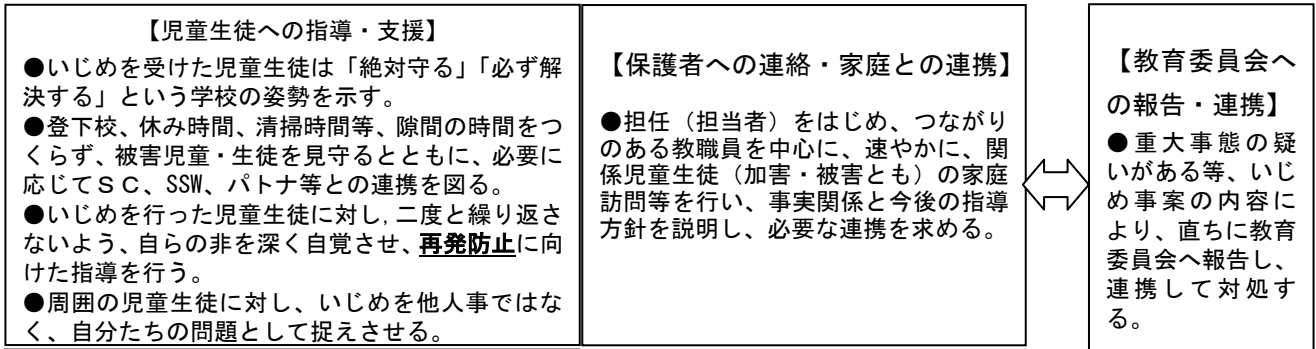 【児童生徒への指導・支援】
●いじめを受けた児童生徒は「絶対守る」「必ず解
決する」という学校の姿勢を示す。
●登下校、休み時間、清掃時間等、隙間の時間をつ
くらず、被害児童・生徒を見守るとともに、必要に
応じてSC、SSW、パトナ等との連携を図る。
●いじめを行った児童生徒に対し,二度と繰り返さ
ないよう、自らの非を深く自覚させ、再発防止に向
けた指導を行う。
●周囲の児童生徒に対し、いじめを他人事ではな
く、自分たちの問題として捉えさせる。
【保護者への連絡・家庭との連携】
●担任（担当者）をはじめ、つながり
のある教職員を中心に、速やかに、関
係児童生徒（加害・被害とも）の家庭
訪問等を行い、事実関係と今後の指導
方針を説明し、必要な連携を求める。
【教育委員会へ
の報告・連携】
●重大事態の疑
いがある等、いじ
め事案の内容に
より、直ちに教育
委員会へ報告し、
連携して対処す
る。